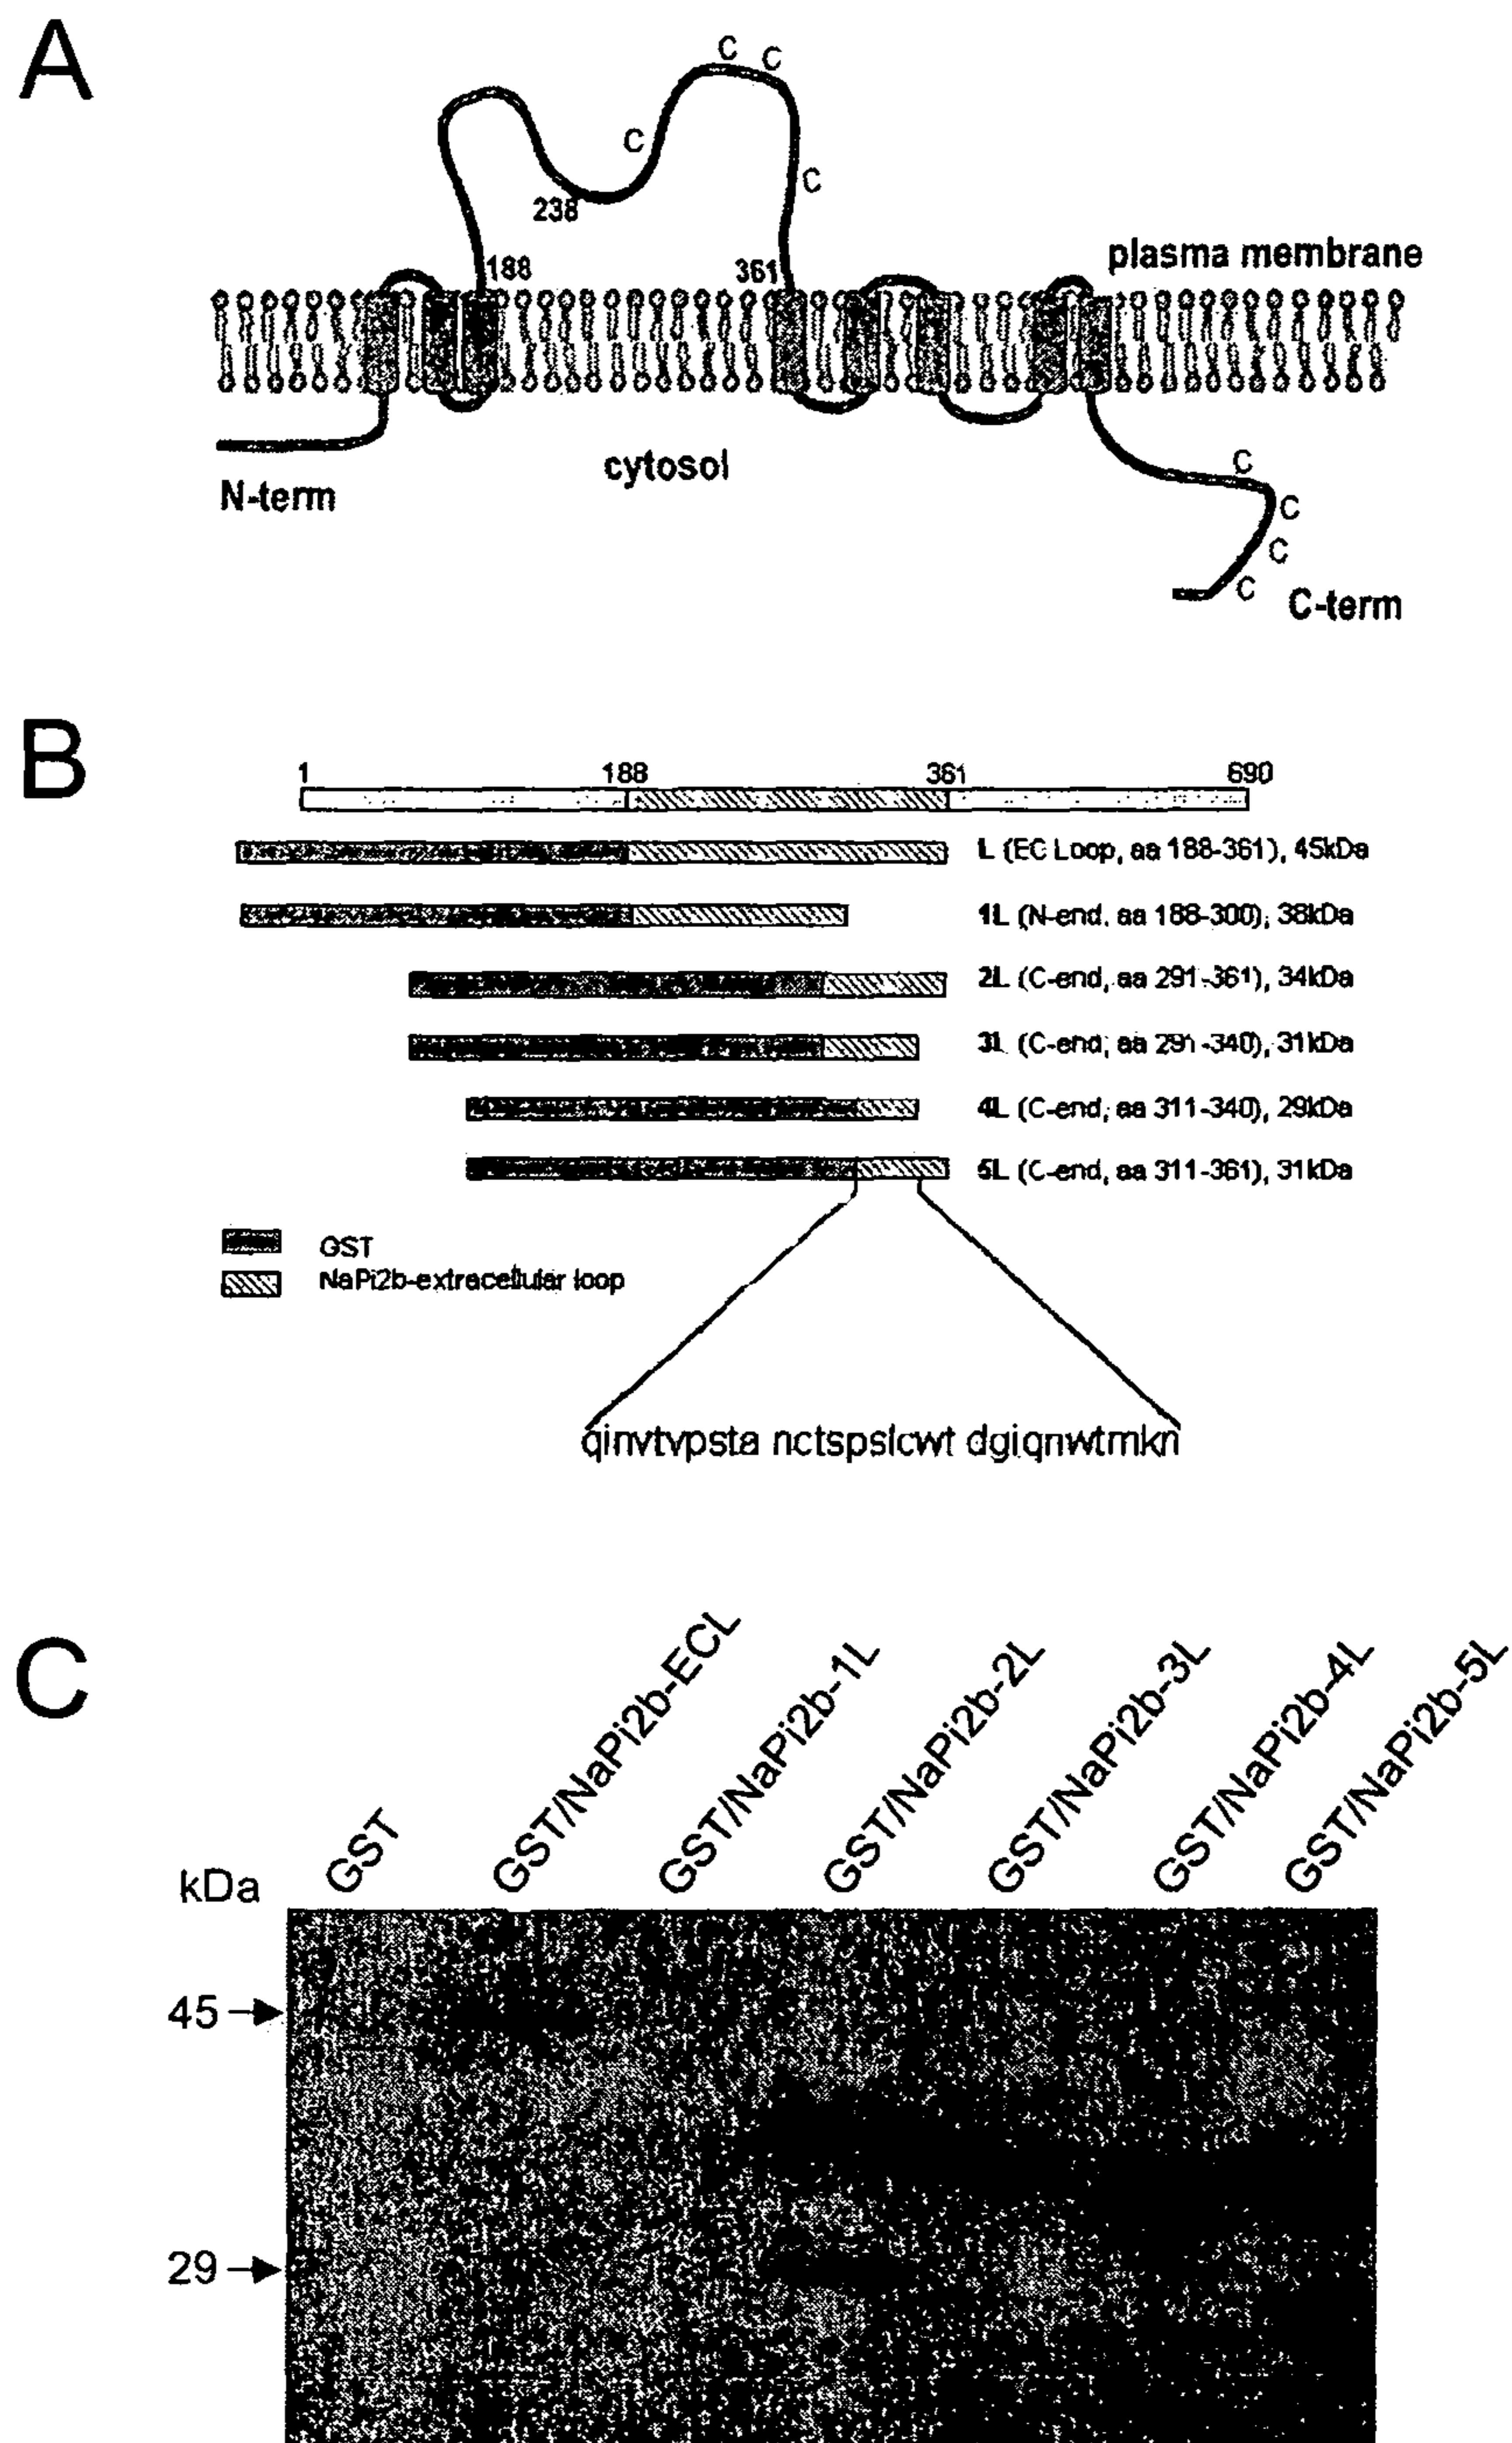 A
C C
C
C
238
188
361
plasma membrane
cytosol
N-term
C
C
C
C
C-term
B
1 188 361 690
L (EC Loop, aa 188-361), 45kDa
1L (N-end, aa 188-300), 38kDa
2L (C-end, aa 291-361), 34kDa
3L (C-end, aa 291-340), 31kDa
4L (C-end, aa 311-340), 29kDa
5L (C-end, aa 311-361), 31kDa
GST
NaPi2b-extracellular loop
qinvtvpsta nctspslcwt dgiqnwtmkn
C
kDa
GST
GST/NaPi2b-ECL
GST/NaPi2b-1L
GST/NaPi2b-2L
GST/NaPi2b-3L
GST/NaPi2b-4L
GST/NaPi2b-5L
45
29